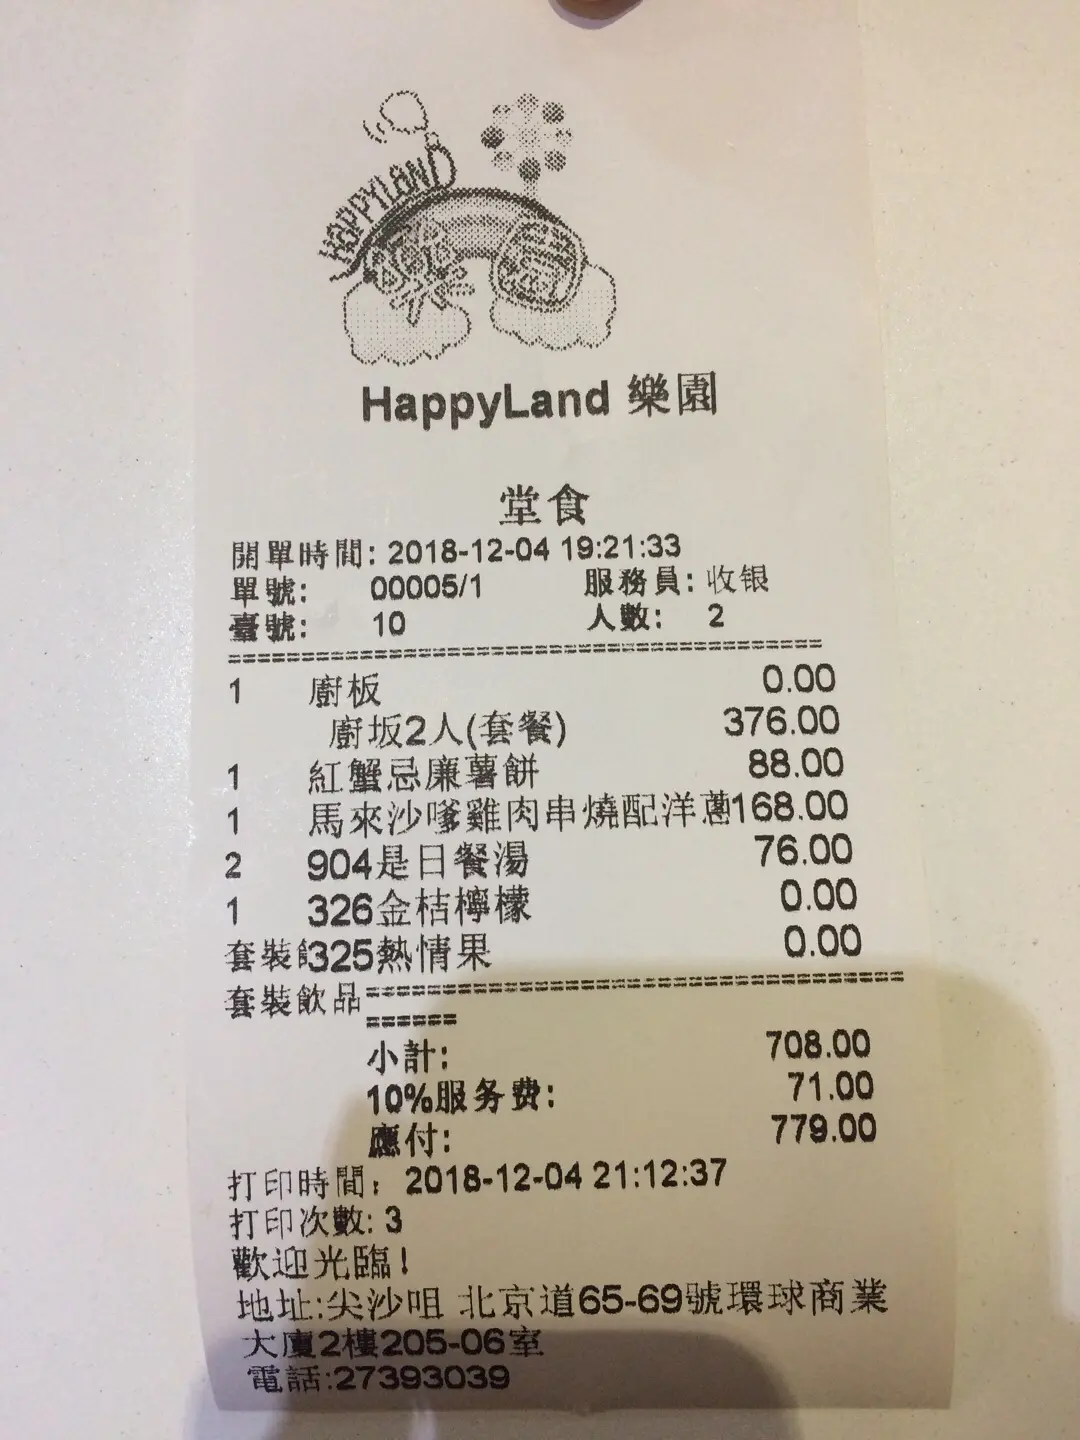 HAPPYLAND
HappyLand 樂園
堂食
開單時間: 2018-12-04 19:21:33
單號: 00005/1 服務員: 收银
臺號: 10 人數: 2
1 廚板 0.00
廚坂2人(套餐) 376.00
1 紅蟹忌廉薯餅 88.00
1 馬來沙嗲雞肉串燒配洋蔥168.00
2 904是日餐湯 76.00
1 326金桔檸檬 0.00
套裝飲325熱情果 0.00
套裝飲品
小計: 708.00
10%服务费: 71.00
應付: 779.00
打印時間: 2018-12-04 21:12:37
打印次數: 3
歡迎光臨!
地址:尖沙咀 北京道65-69號環球商業
大廈2樓205-06室
電話:27393039